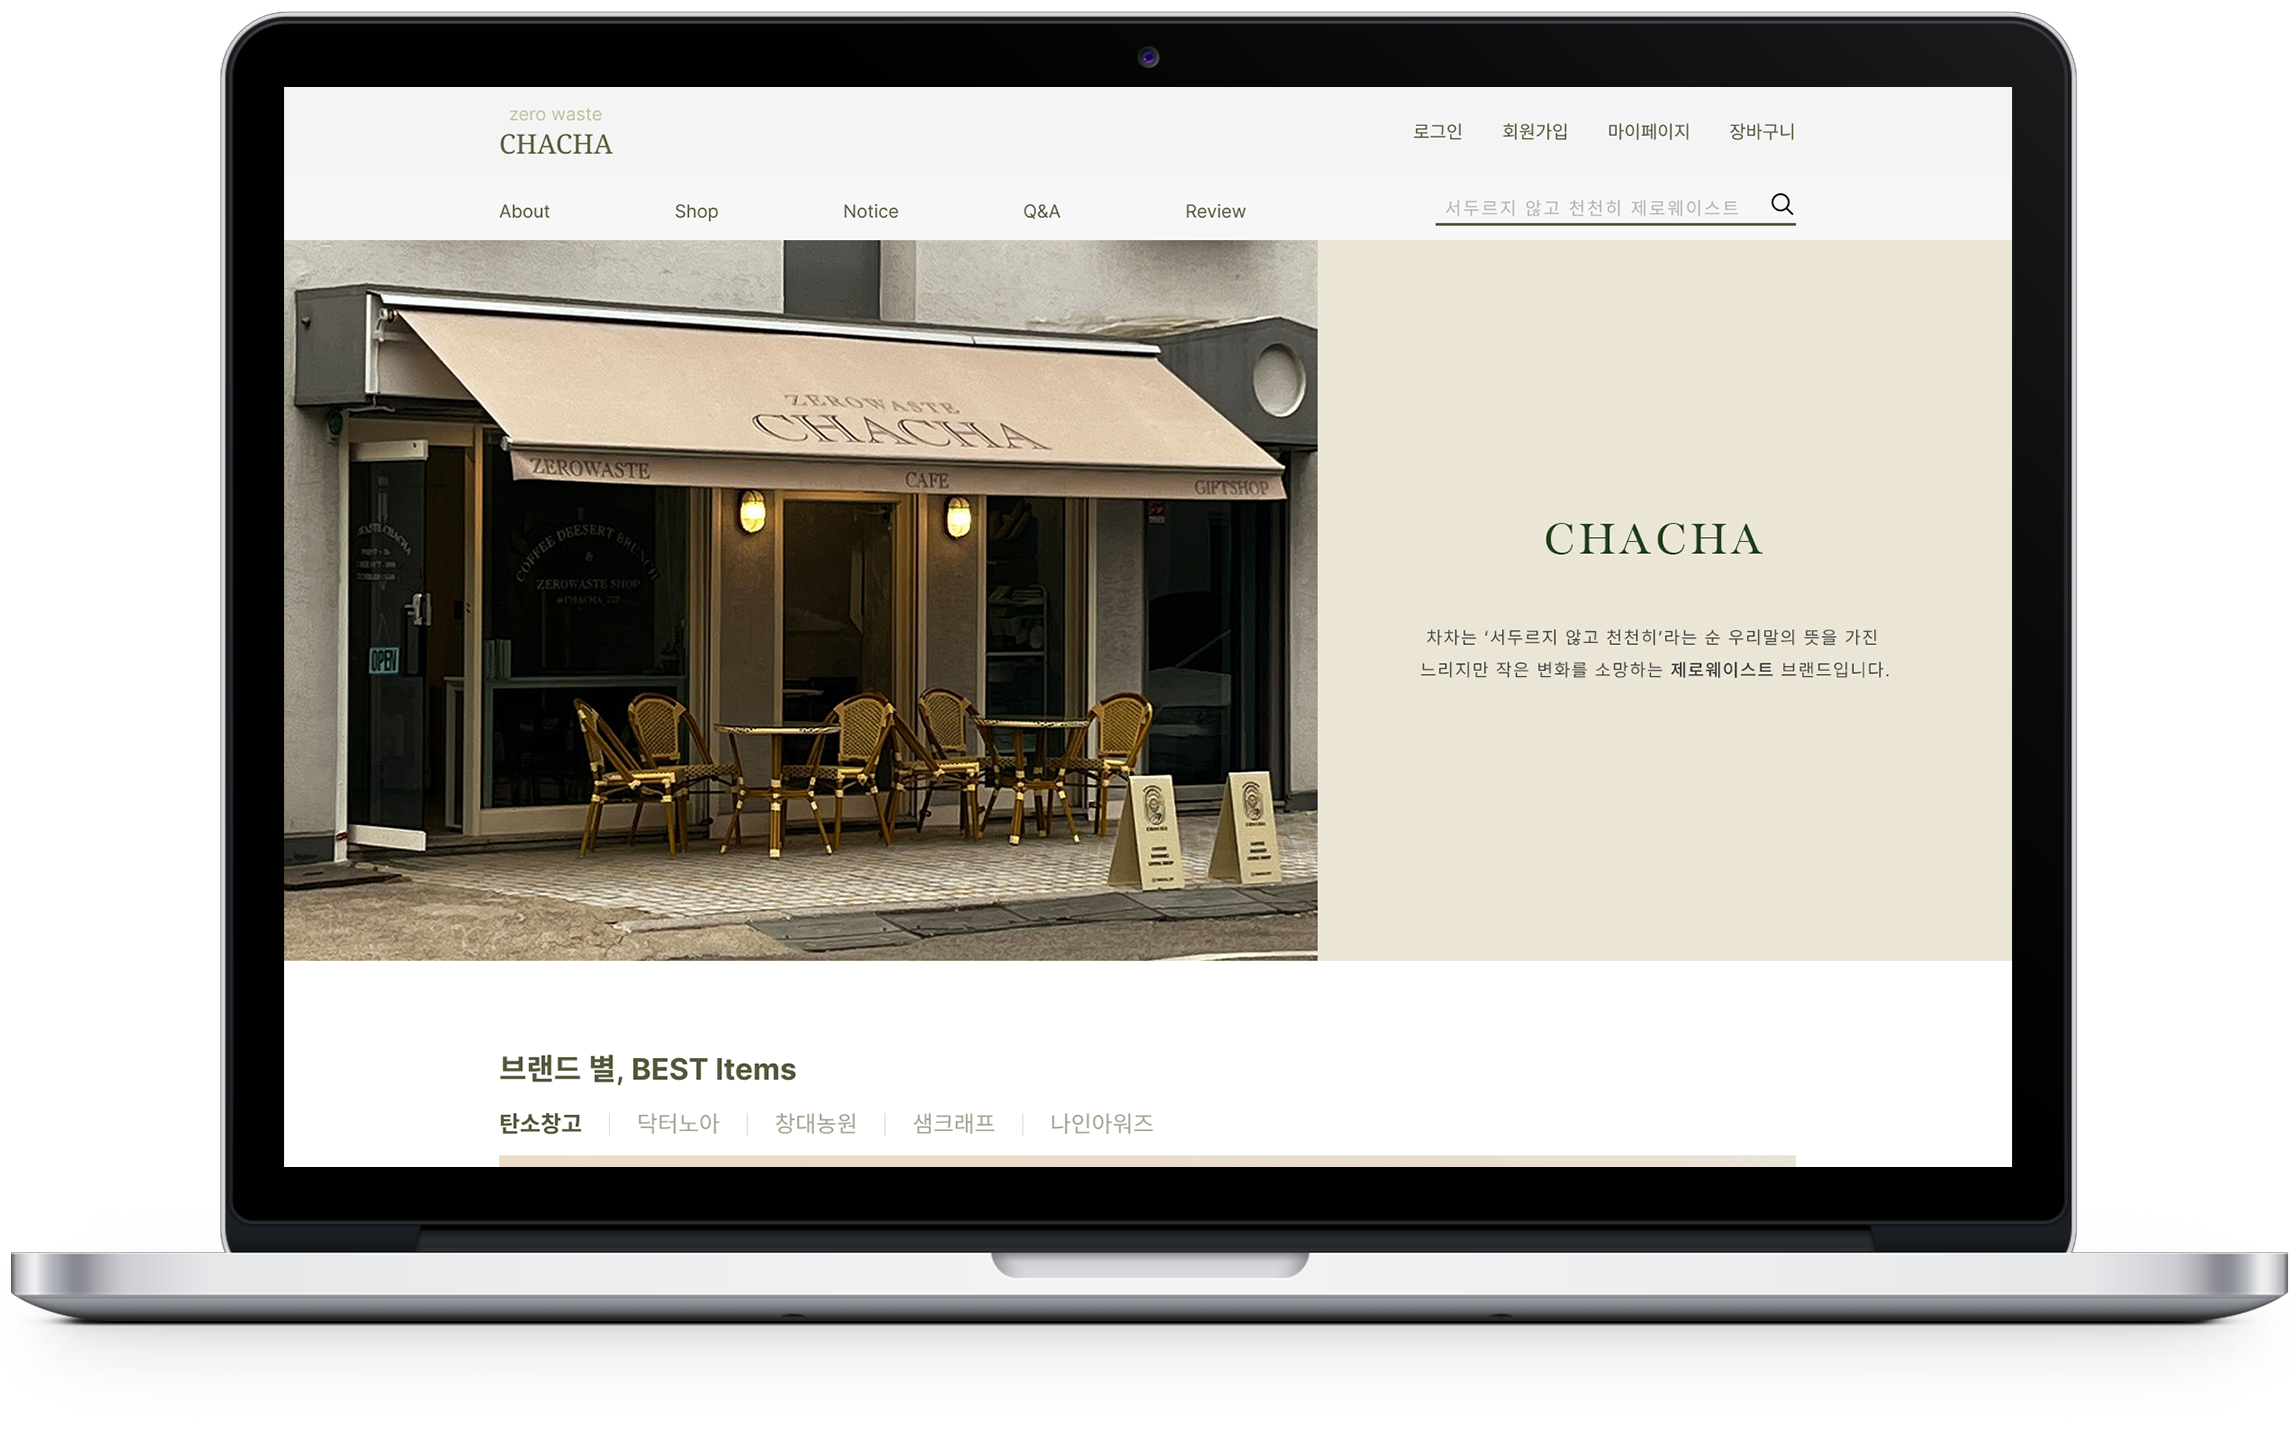 zero waste
CHACHA
로그인 회원가입 마이페이지 장바구니
About Shop Notice Q&A Review
서두르지 않고 천천히 제로웨이스트
ZEROWASTE
CHACHA
ZEROWASTE CAFE GIFTSHOP
COFFEE DEESERT BRUNCH
&
ZEROWASTE SHOP
@CHACHA_ZIP
OPEN
CHACHA
차차는 ‘서두르지 않고 천천히’라는 순 우리말의 뜻을 가진
느리지만 작은 변화를 소망하는 제로웨이스트 브랜드입니다.
브랜드 별, BEST Items
탄소창고 닥터노아 창대농원 샘크래프 나인아워즈